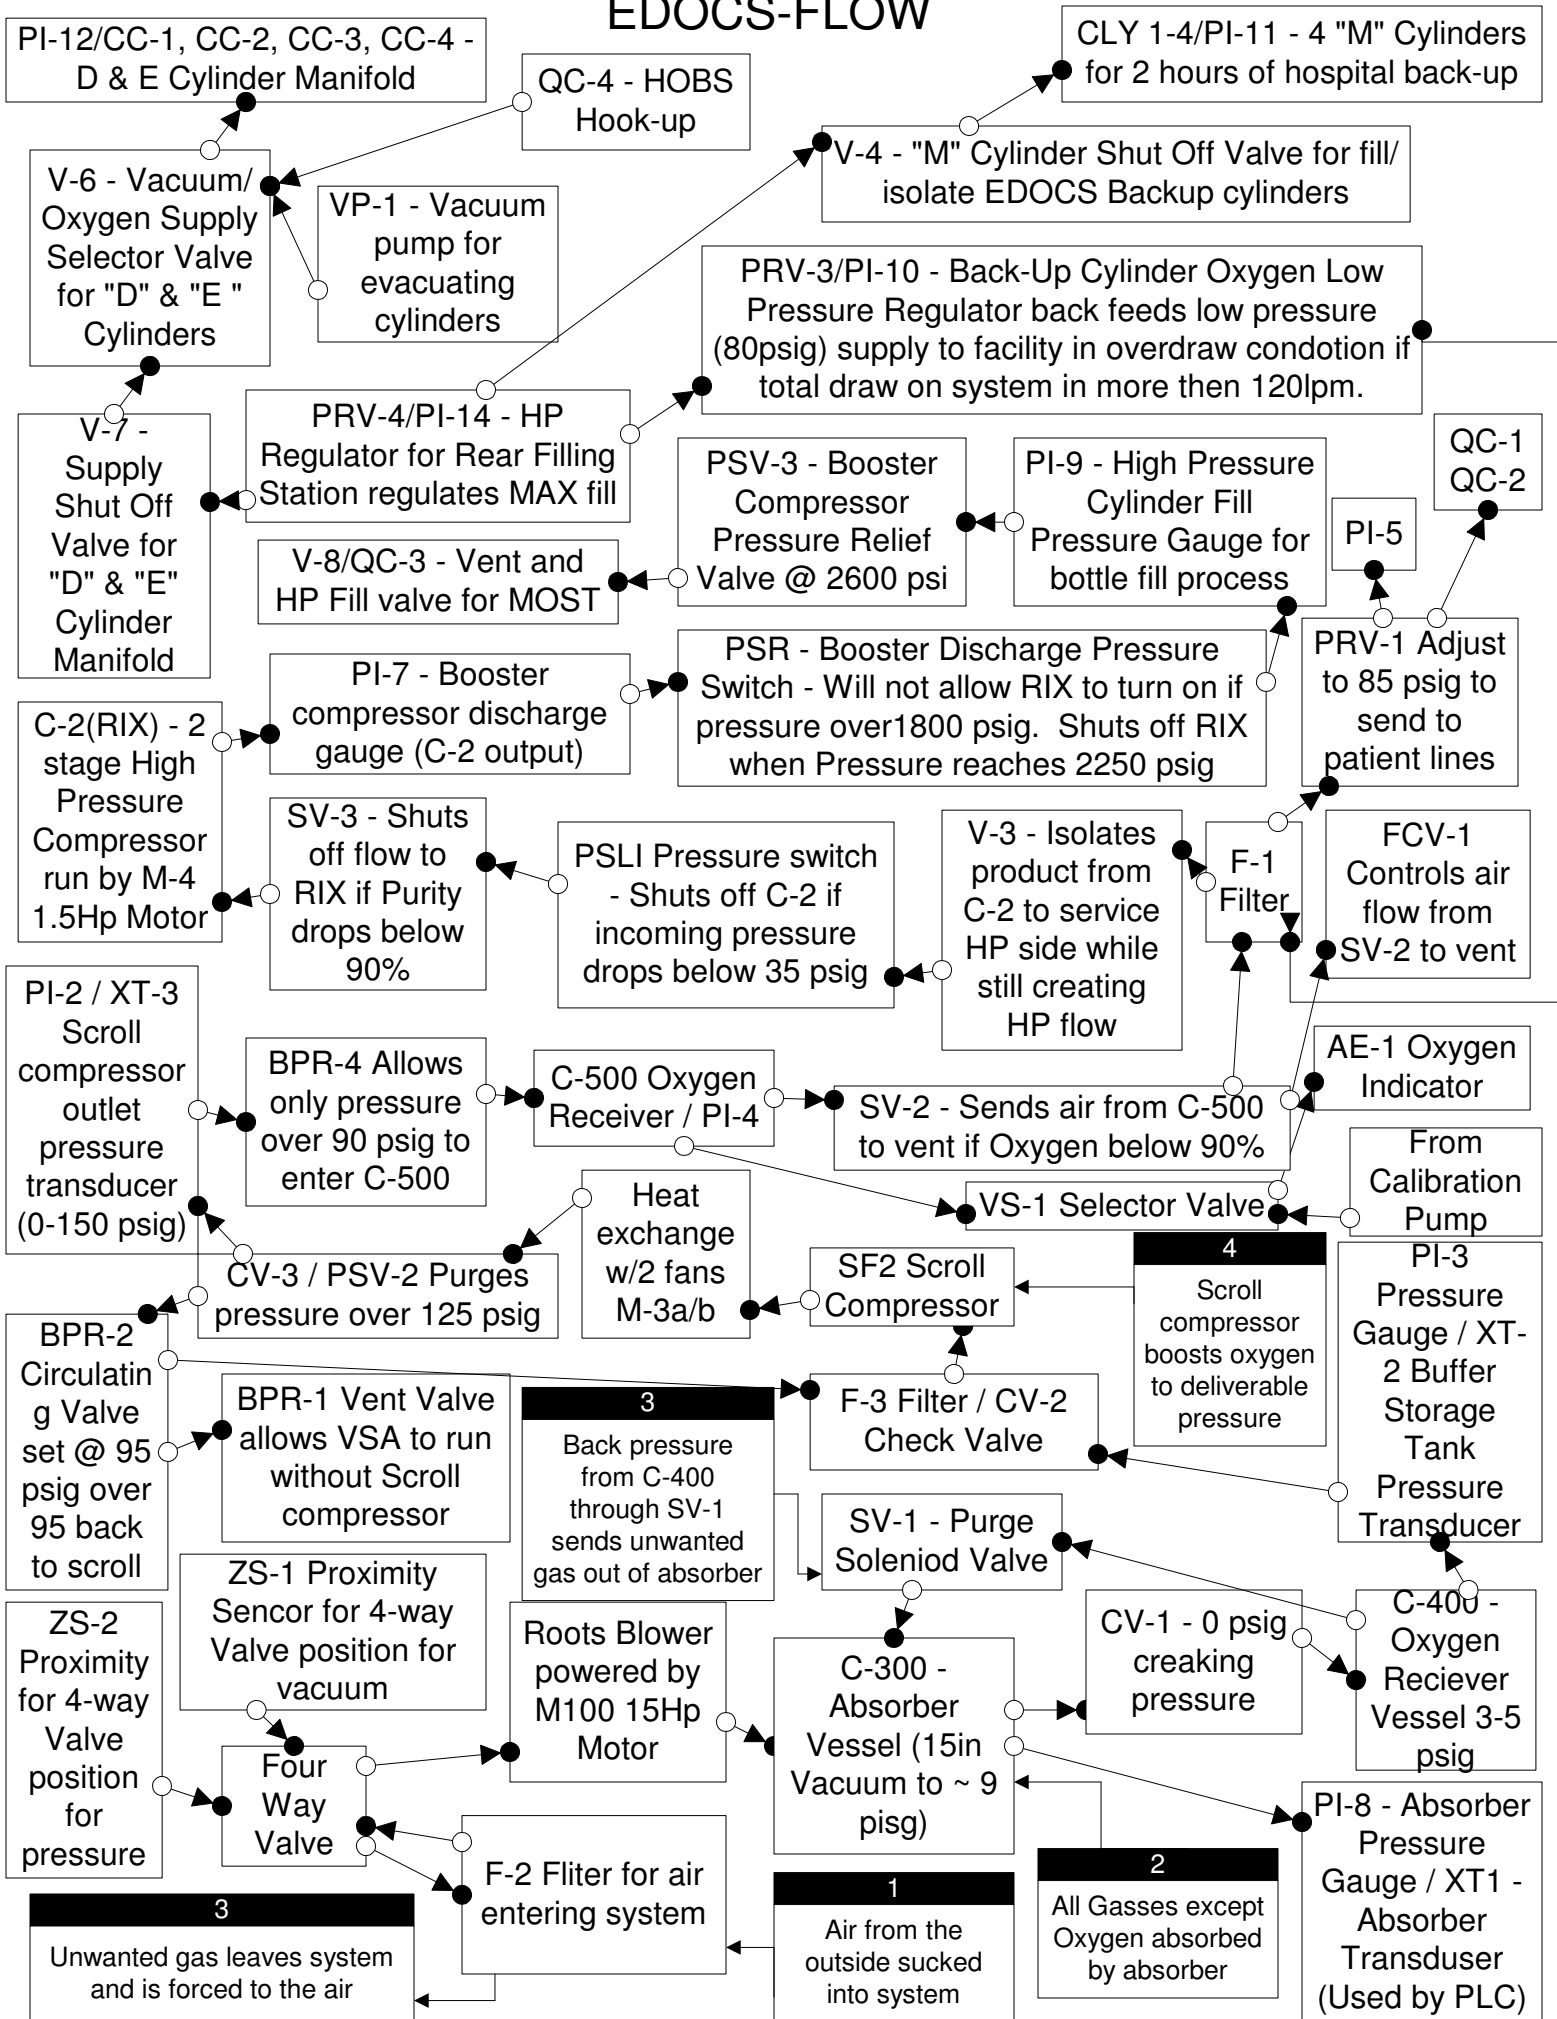 EDOCS-FLOW
PI-12/CC-1, CC-2, CC-3, CC-4 -
D & E Cylinder Manifold
QC-4 - HOBS
Hook-up
CLY 1-4/PI-11 - 4 "M" Cylinders
for 2 hours of hospital back-up
V-6 - Vacuum/
Oxygen Supply
Selector Valve
for "D" & "E "
Cylinders
VP-1 - Vacuum
pump for
evacuating
cylinders
V-4 - "M" Cylinder Shut Off Valve for fill/
isolate EDOCS Backup cylinders
PRV-3/PI-10 - Back-Up Cylinder Oxygen Low
Pressure Regulator back feeds low pressure
(80psig) supply to facility in overdraw condotion if
total draw on system in more then 120lpm.
V-7 -
Supply
Shut Off
Valve for
"D" & "E"
Cylinder
Manifold
PRV-4/PI-14 - HP
Regulator for Rear Filling
Station regulates MAX fill
PSV-3 - Booster
Compressor
Pressure Relief
Valve @ 2600 psi
PI-9 - High Pressure
Cylinder Fill
Pressure Gauge for
bottle fill process
QC-1
QC-2
PI-5
V-8/QC-3 - Vent and
HP Fill valve for MOST
PRV-1 Adjust
to 85 psig to
send to
patient lines
PI-7 - Booster
compressor discharge
gauge (C-2 output)
PSR - Booster Discharge Pressure
Switch - Will not allow RIX to turn on if
pressure over1800 psig.  Shuts off RIX
when Pressure reaches 2250 psig
C-2(RIX) - 2
stage High
Pressure
Compressor
run by M-4
1.5Hp Motor
SV-3 - Shuts
off flow to
RIX if Purity
drops below
90%
PSLI Pressure switch
- Shuts off C-2 if
incoming pressure
drops below 35 psig
V-3 - Isolates
product from
C-2 to service
HP side while
still creating
HP flow
F-1
Filter
FCV-1
Controls air
flow from
SV-2 to vent
PI-2 / XT-3
Scroll
compressor
outlet
pressure
transducer
(0-150 psig)
BPR-4 Allows
only pressure
over 90 psig to
enter C-500
C-500 Oxygen
Receiver / PI-4
SV-2 - Sends air from C-500
to vent if Oxygen below 90%
AE-1 Oxygen
Indicator
From
Calibration
Pump
VS-1 Selector Valve
Heat
exchange
w/2 fans
M-3a/b
CV-3 / PSV-2 Purges
pressure over 125 psig
SF2 Scroll
Compressor
4
Scroll
compressor
boosts oxygen
to deliverable
pressure
PI-3
Pressure
Gauge / XT-
2 Buffer
Storage
Tank
Pressure
Transducer
BPR-2
Circulatin
g Valve
set @ 95
psig over
95 back
to scroll
BPR-1 Vent Valve
allows VSA to run
without Scroll
compressor
3
Back pressure
from C-400
through SV-1
sends unwanted
gas out of absorber
F-3 Filter / CV-2
Check Valve
SV-1 - Purge
Soleniod Valve
ZS-1 Proximity
Sencor for 4-way
Valve position for
vacuum
ZS-2
Proximity
for 4-way
Valve
position
for
pressure
Roots Blower
powered by
M100 15Hp
Motor
C-300 -
Absorber
Vessel (15in
Vacuum to ~ 9
pisg)
CV-1 - 0 psig
creaking
pressure
C-400 -
Oxygen
Reciever
Vessel 3-5
psig
Four
Way
Valve
F-2 Fliter for air
entering system
PI-8 - Absorber
Pressure
Gauge / XT1 -
Absorber
Transduser
(Used by PLC)
3
Unwanted gas leaves system
and is forced to the air
1
Air from the
outside sucked
into system
2
All Gasses except
Oxygen absorbed
by absorber